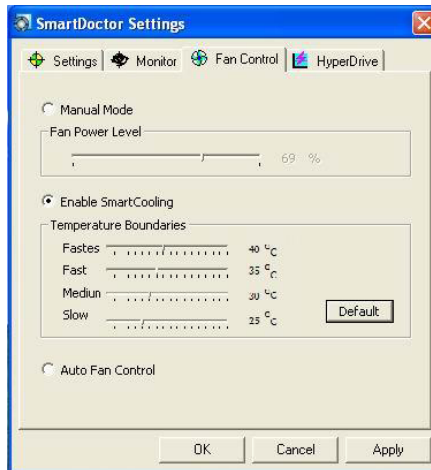 SmartDoctor Settings
Settings Monitor Fan Control HyperDrive
Manual Mode
Fan Power Level
69 %
Enable SmartCooling
Temperature Boundaries
Fastes 40 °C
Fast 35 °C
Mediun 30 °C
Slow 25 °C
Default
Auto Fan Control
OK Cancel Apply